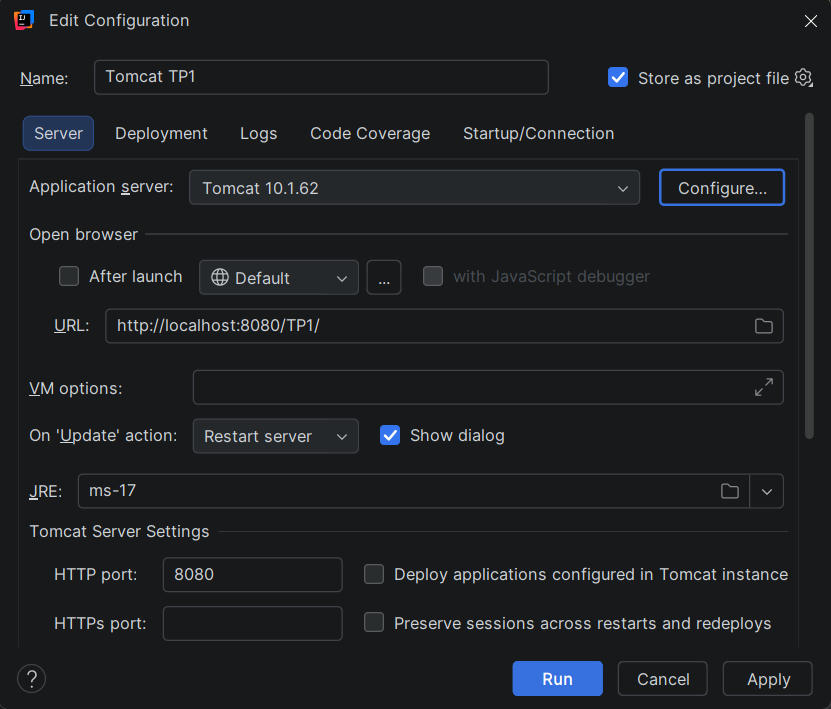 Edit Configuration
Name: Tomcat TP1 Store as project file
Server Deployment Logs Code Coverage Startup/Connection
Application server: Tomcat 10.1.62 Configure...
Open browser
After launch Default ... with JavaScript debugger
URL: http://localhost:8080/TP1/
VM options:
On 'Update' action: Restart server Show dialog
JRE: ms-17
Tomcat Server Settings
HTTP port: 8080 Deploy applications configured in Tomcat instance
HTTPs port: Preserve sessions across restarts and redeploys
? Run Cancel Apply